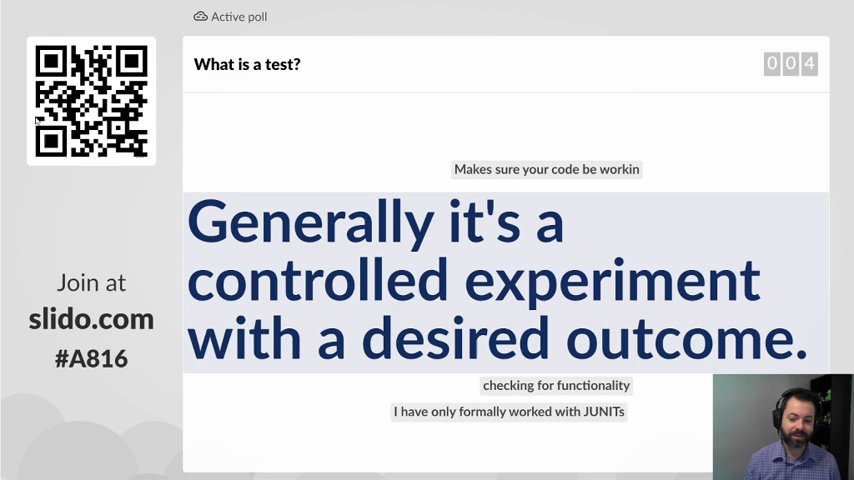 Active poll
What is a test?
004
Makes sure your code be workin
Generally it's a
controlled experiment
with a desired outcome.
checking for functionality
I have only formally worked with JUNITs
Join at
slido.com
#A816